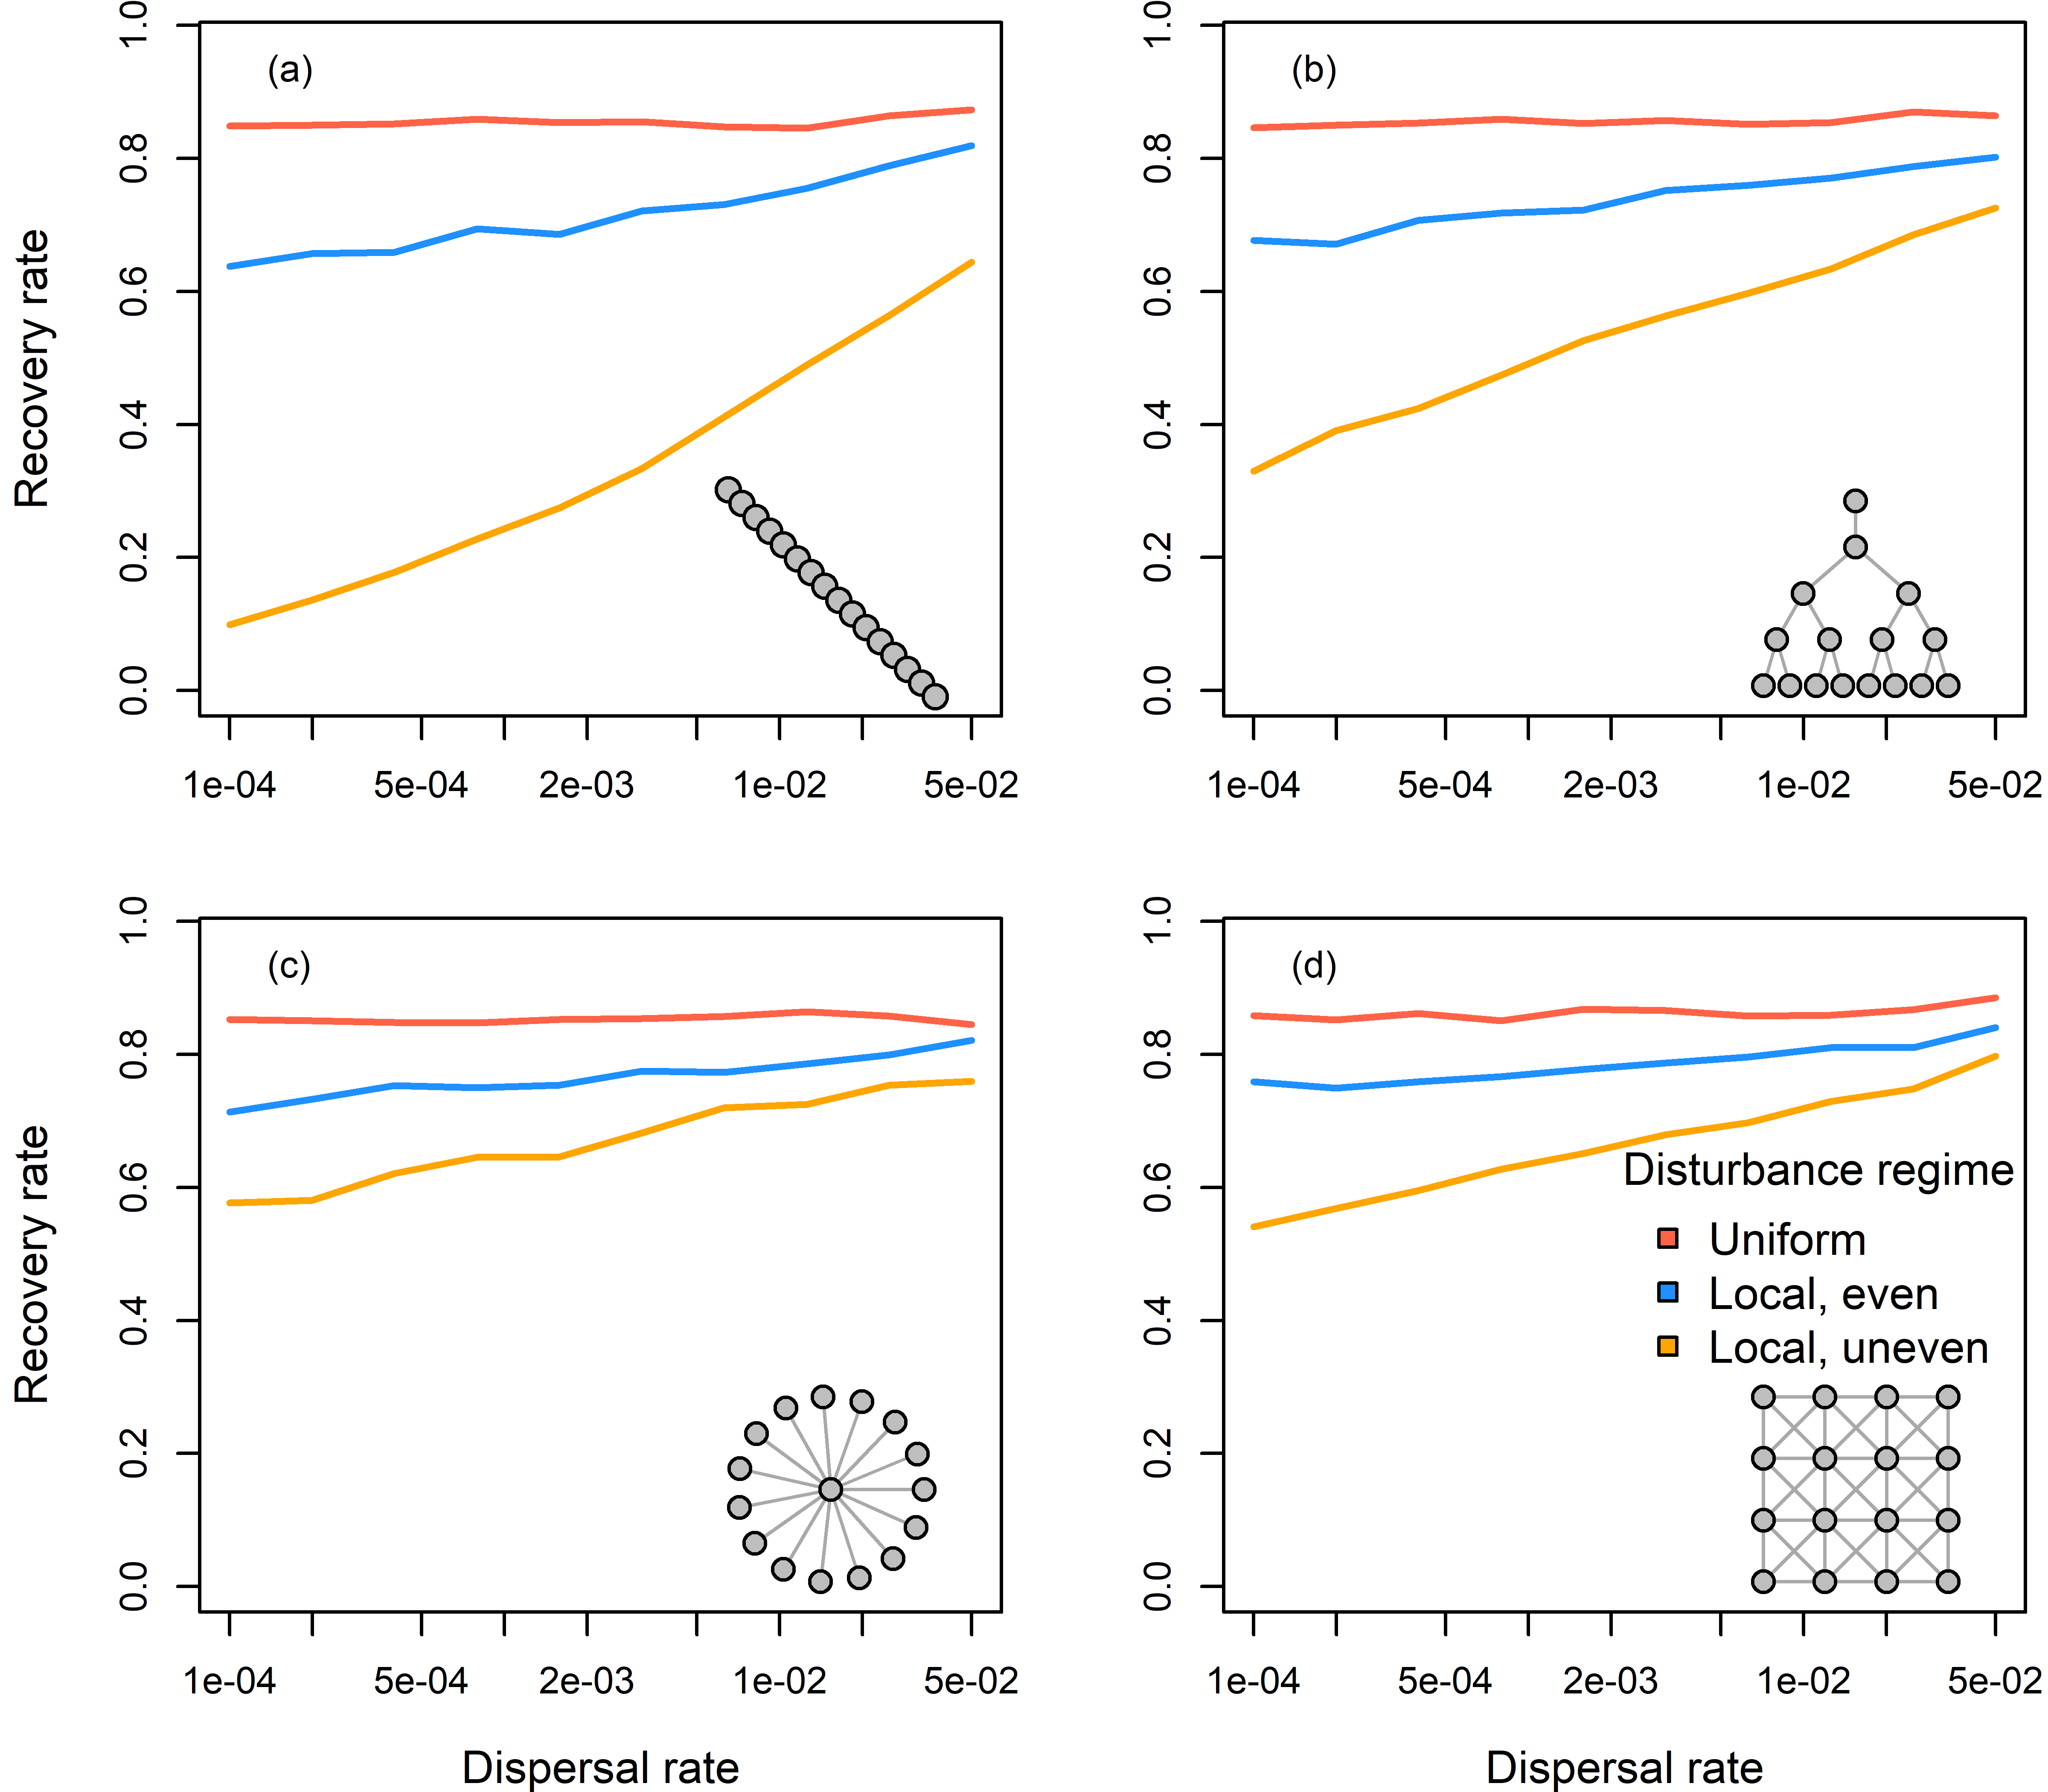 (a)
Recovery rate
1.0
0.8
0.6
0.4
0.2
0.0
1e-04 5e-04 2e-03 1e-02 5e-02
(b)
1.0
0.8
0.6
0.4
0.2
0.0
1e-04 5e-04 2e-03 1e-02 5e-02
(c)
Recovery rate
1.0
0.8
0.6
0.4
0.2
0.0
1e-04 5e-04 2e-03 1e-02 5e-02
Dispersal rate
(d)
1.0
0.8
0.6
0.4
0.2
0.0
Disturbance regime
Uniform
Local, even
Local, uneven
1e-04 5e-04 2e-03 1e-02 5e-02
Dispersal rate